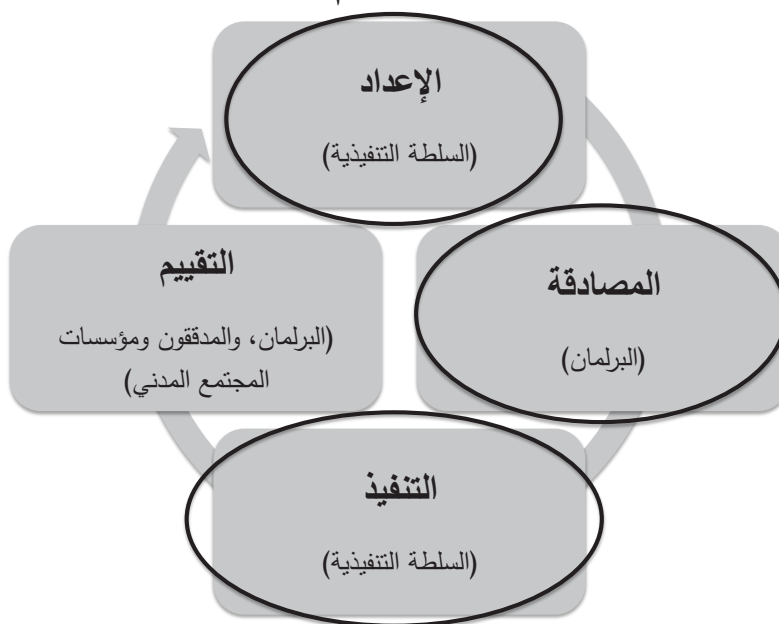 الإعداد
(السلطة التنفيذية)
المصادقة
(البرلمان)
التنفيذ
(السلطة التنفيذية)
التقييم
(البرلمان، والمدققون ومؤسسات
المجتمع المدني)